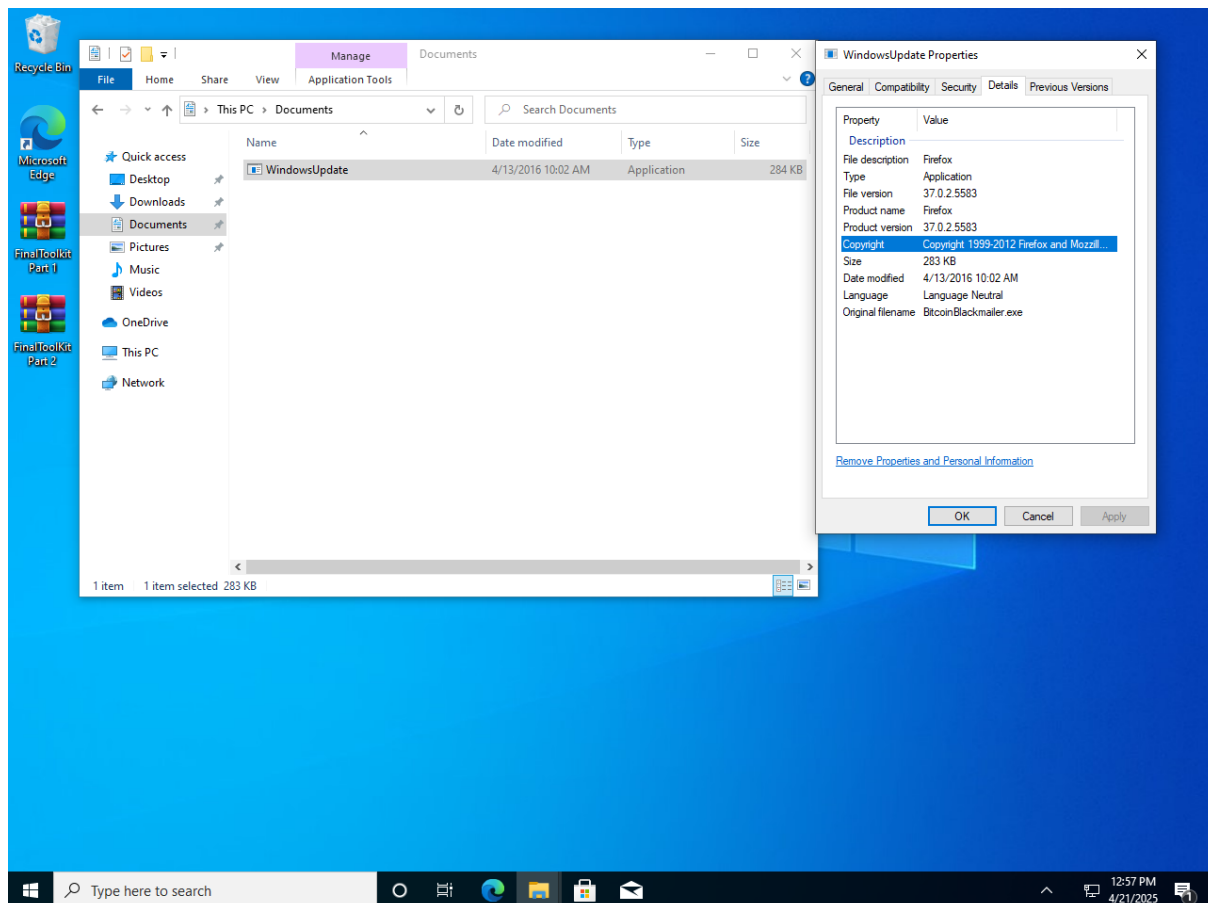 Recycle Bin
Microsoft
Edge
FinalToolkit
Part 1
FinalToolKit
Part 2
Manage
Documents
File
Home
Share
View
Application Tools
This PC > Documents
Search Documents
Name
Date modified
Type
Size
WindowsUpdate
4/13/2016 10:02 AM
Application
284 KB
Quick access
Desktop
Downloads
Documents
Pictures
Music
Videos
OneDrive
This PC
Network
1 item
1 item selected 283 KB
WindowsUpdate Properties
General
Compatibility
Security
Details
Previous Versions
Property Value
Description
File description Firefox
Type Application
File version 37.0.2.5583
Product name Firefox
Product version 37.0.2.5583
Copyright Copyright 1999-2012 Firefox and Mozzill...
Size 283 KB
Date modified 4/13/2016 10:02 AM
Language Language Neutral
Original filename BitcoinBlackmailer.exe
Remove Properties and Personal Information
OK
Cancel
Apply
Type here to search
12:57 PM
4/21/2025
1